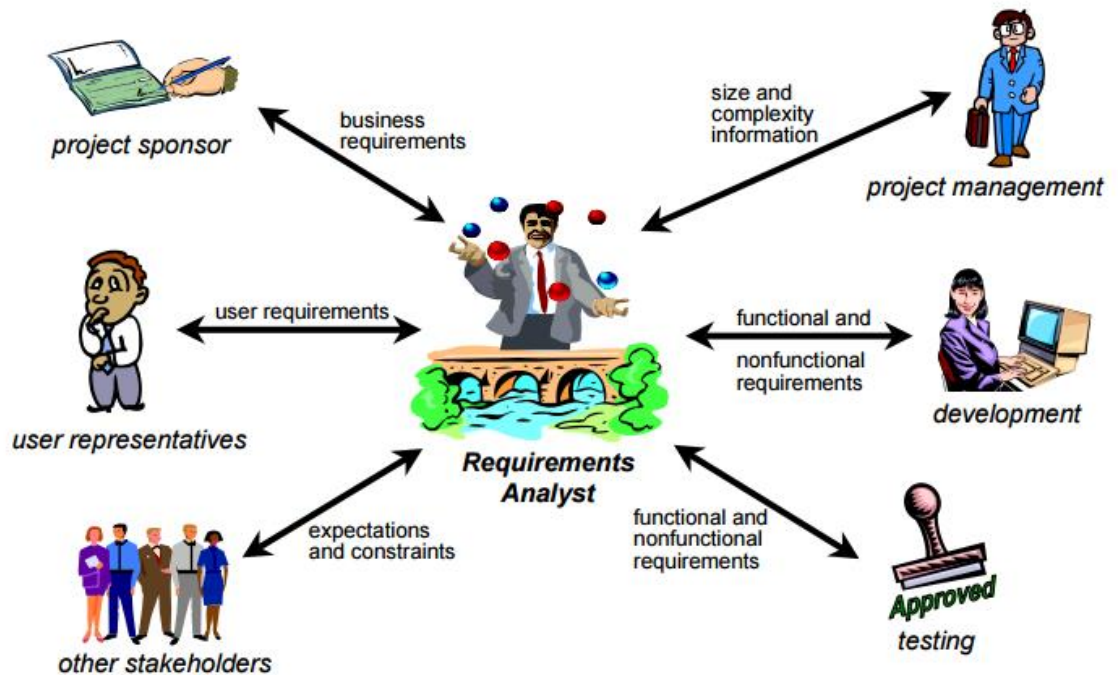 project sponsor
business
requirements
size and
complexity
information
project management
user requirements
user representatives
functional and
nonfunctional
requirements
development
Requirements
Analyst
expectations
and constraints
other stakeholders
functional and
nonfunctional
requirements
Approved
testing